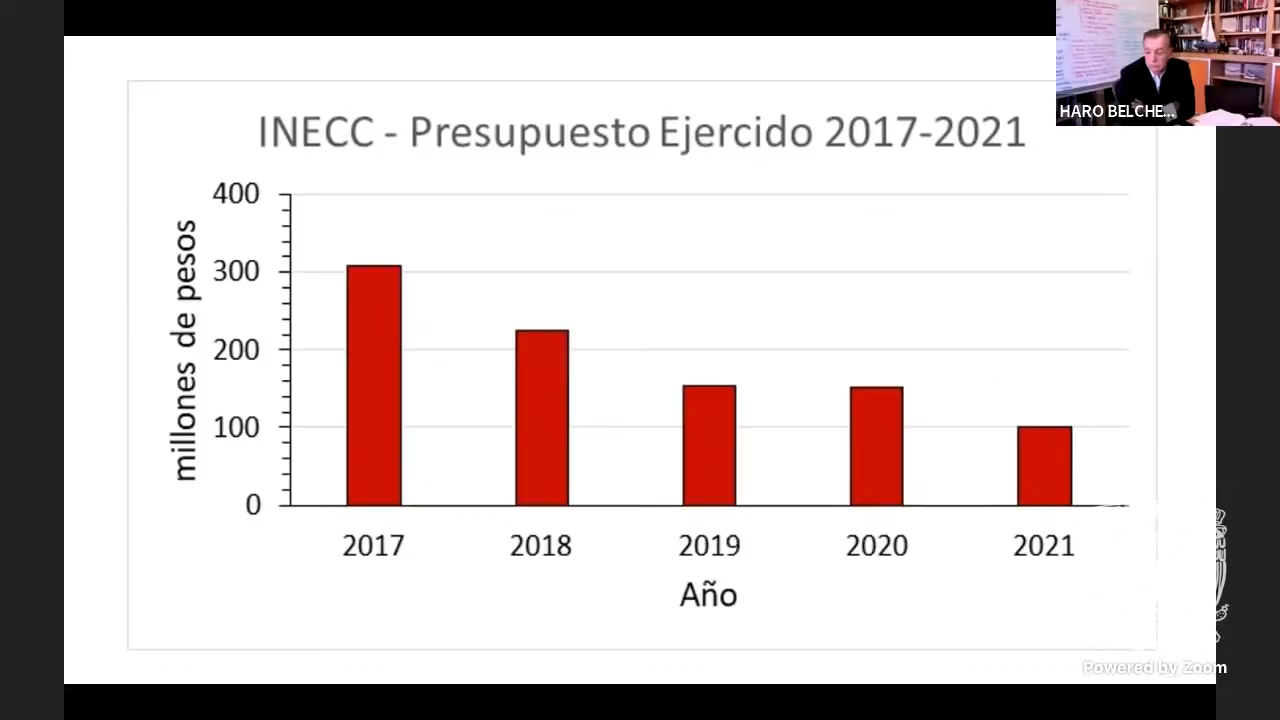 HARO BELCHE...
INECC - Presupuesto Ejercido 2017-2021
millones de pesos
400
300
200
100
0
2017 2018 2019 2020 2021
Año
Powered by Zoom